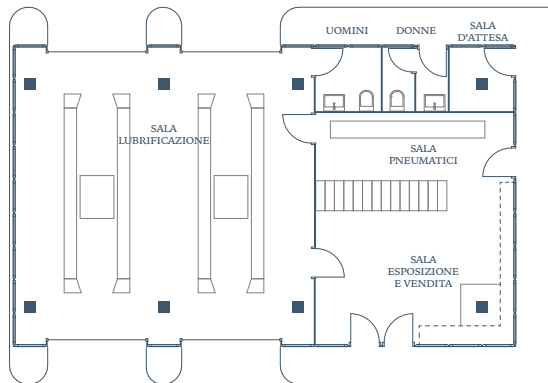 UOMINI
DONNE
SALA
D'ATTESA
SALA
LUBRIFICAZIONE
SALA
PNEUMATICI
SALA
ESPOSIZIONE
E VENDITA